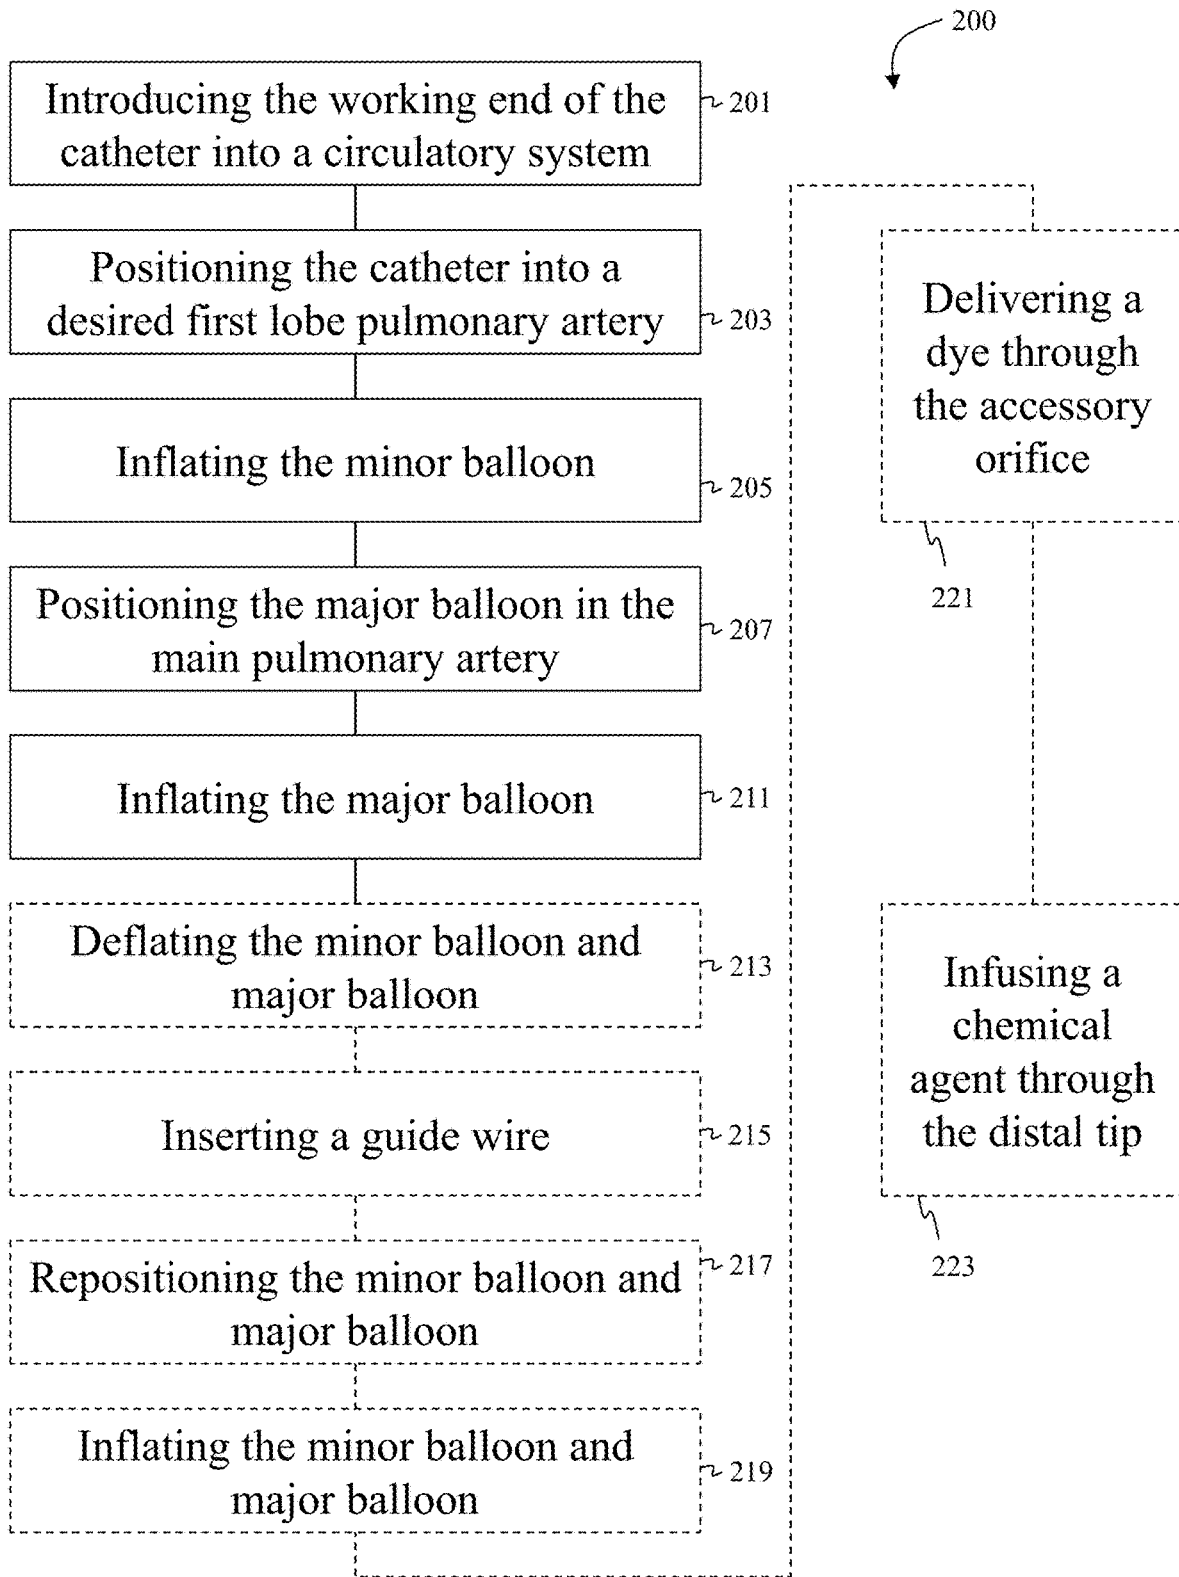 200
Introducing the working end of the
catheter into a circulatory system
201
Positioning the catheter into a
desired first lobe pulmonary artery
203
Inflating the minor balloon
205
Positioning the major balloon in the
main pulmonary artery
207
Inflating the major balloon
211
Deflating the minor balloon and
major balloon
213
Inserting a guide wire
215
Repositioning the minor balloon and
major balloon
217
Inflating the minor balloon and
major balloon
219
Delivering a
dye through
the accessory
orifice
221
Infusing a
chemical
agent through
the distal tip
223